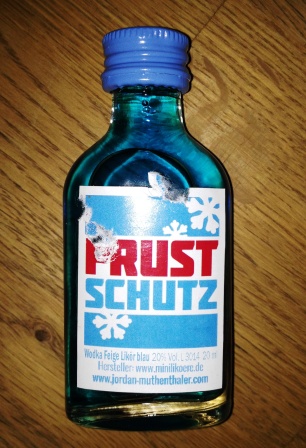 FRUST
SCHUTZ
Wodka Feige Likör blau 20% Vol. L 3014 20 ml
Hersteller: www.minilikoere.de
www.jordan-muthenthaler.com